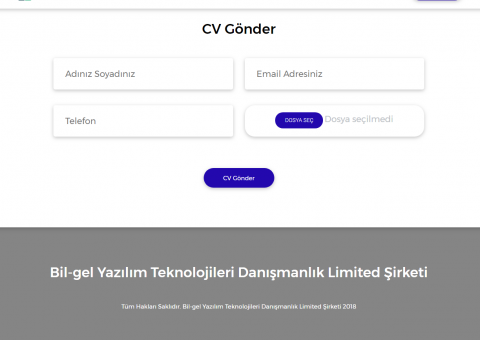 CV Gönder
Adınız Soyadınız
Email Adresiniz
Telefon
DOSYA SEÇ Dosya seçilmedi
CV Gönder
Bil-gel Yazılım Teknolojileri Danışmanlık Limited Şirketi
Tüm Hakları Saklıdır. Bil-gel Yazılım Teknolojileri Danışmanlık Limited Şirketi 2018